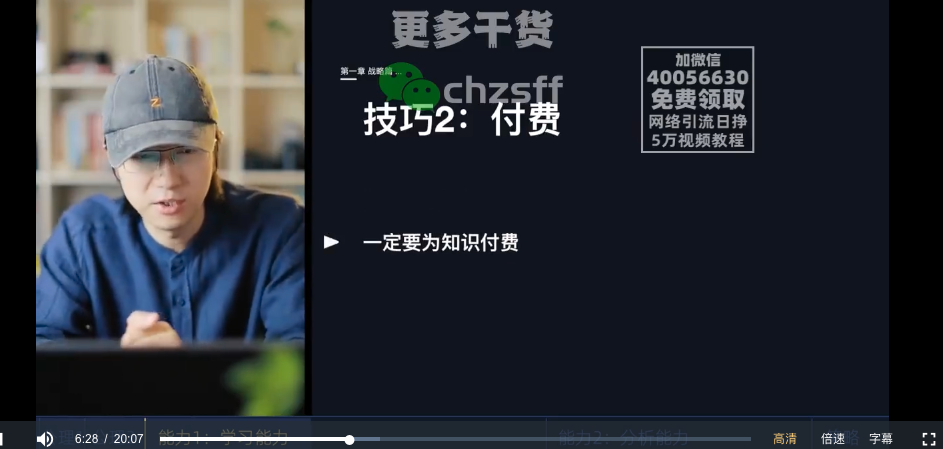 更多干货
第一章 战略篇 ...
chzsff
技巧2：付费
加微信
40056630
免费领取
网络引流日挣
5万视频教程
Z
一定要为知识付费
能力1：学习能力
能力2：分析能力
6:28 / 20:07
高清
倍速
字幕